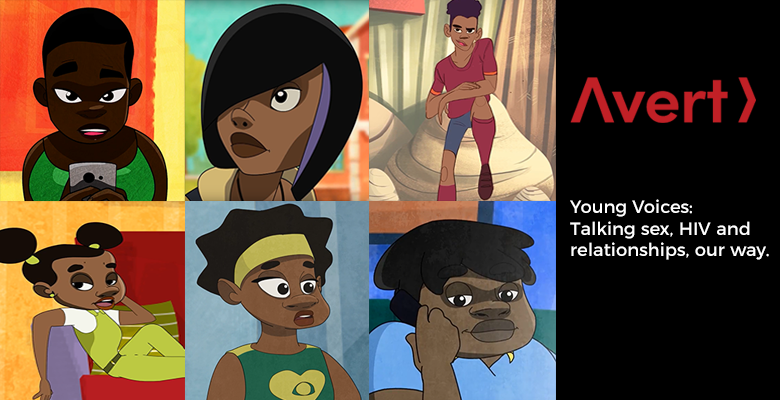 Avert
Young Voices:
Talking sex, HIV and
relationships, our way.